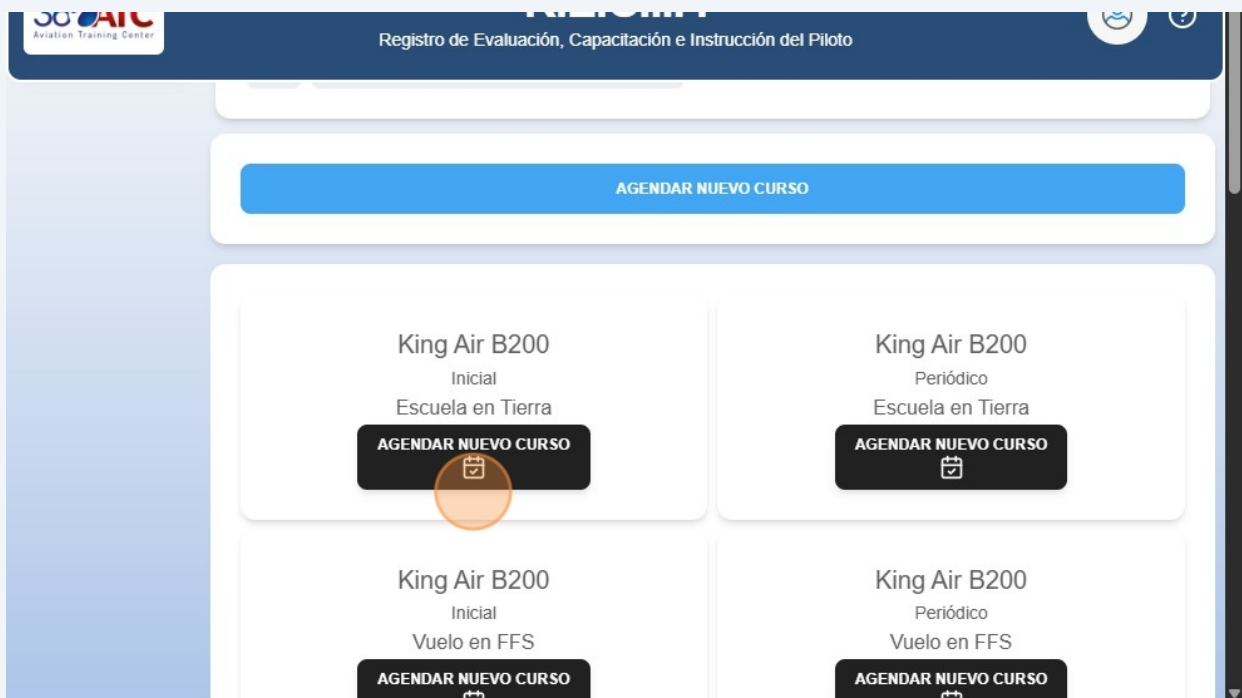 Aviation Training Center
Registro de Evaluación, Capacitación e Instrucción del Piloto
AGENDAR NUEVO CURSO
King Air B200
Inicial
Escuela en Tierra
AGENDAR NUEVO CURSO
King Air B200
Periódico
Escuela en Tierra
AGENDAR NUEVO CURSO
King Air B200
Inicial
Vuelo en FFS
AGENDAR NUEVO CURSO
King Air B200
Periódico
Vuelo en FFS
AGENDAR NUEVO CURSO